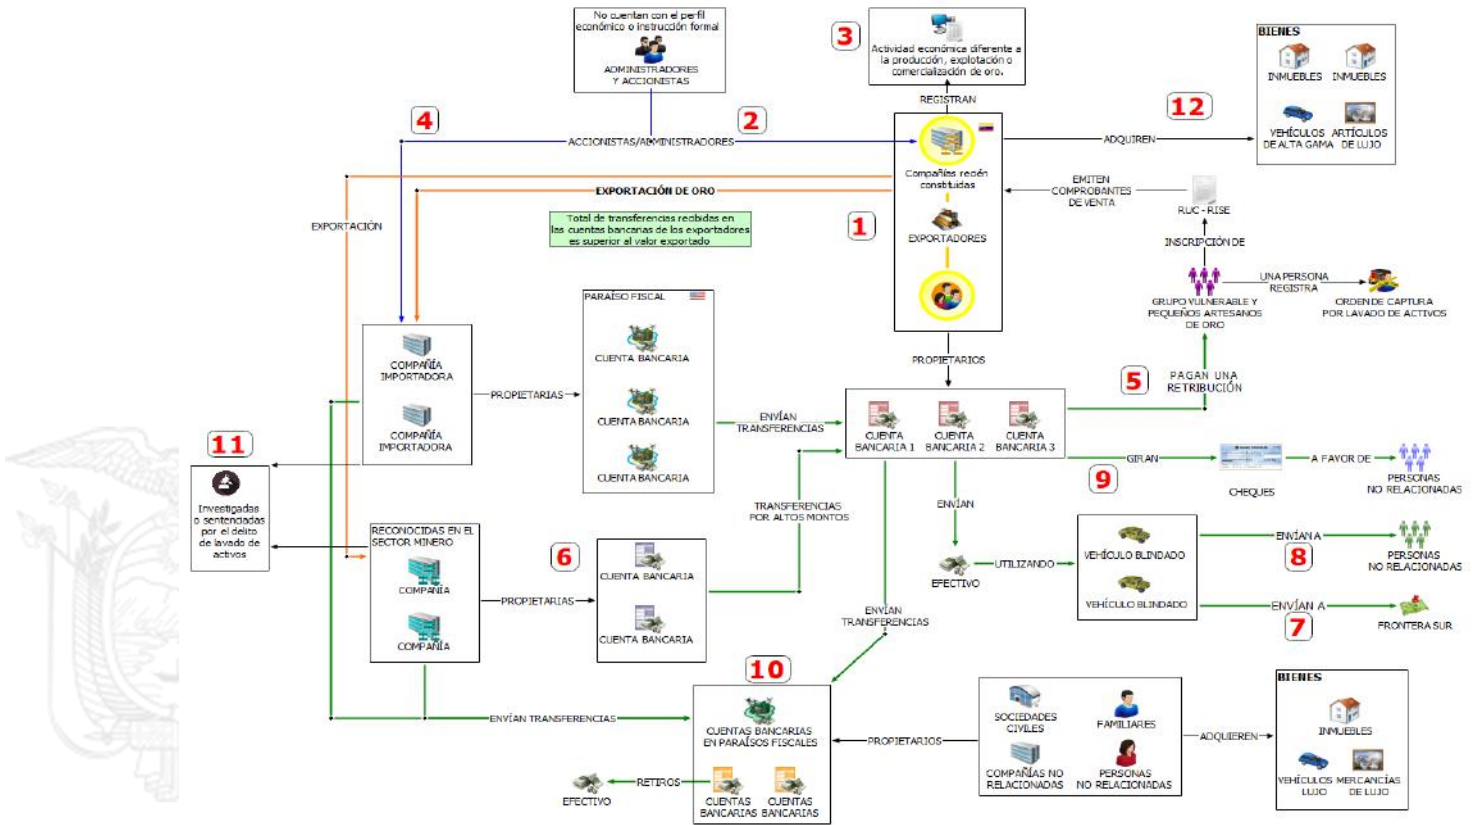 No cuentan con el perfil
económico o instrucción formal
ADMINISTRADORES
Y ACCIONISTAS
3
Actividad económica diferente a
la producción, explotación o
comercialización de oro.
REGISTRAN
BIENES
INMUEBLES
INMUEBLES
VEHÍCULOS
DE ALTA GAMA
ARTÍCULOS
DE LUJO
12
ADQUIREN
4
2
ACCIONISTAS/ADMINISTRADORES
Compañías recién
constituidas
EXPORTADORES
1
EXPORTACIÓN DE ORO
EXPORTACIÓN
Total de transferencias recibidas en
las cuentas bancarias de los exportadores
es superior al valor exportado
EMITEN
COMPROBANTES
DE VENTA
RUC - RISE
INSCRIPCIÓN DE
GRUPO VULNERABLE Y
PEQUEÑOS ARTESANOS
DE ORO
UNA PERSONA
REGISTRA
ORDEN DE CAPTURA
POR LAVADO DE ACTIVOS
PARAÍSO FISCAL
CUENTA BANCARIA
CUENTA BANCARIA
CUENTA BANCARIA
COMPAÑÍA
IMPORTADORA
COMPAÑÍA
IMPORTADORA
PROPIETARIAS
PROPIETARIOS
5
PAGAN UNA
RETRIBUCIÓN
ENVÍAN
TRANSFERENCIAS
CUENTA
BANCARIA 1
CUENTA
BANCARIA 2
CUENTA
BANCARIA 3
11
Investigadas
o sentenciadas
por el delito
de lavado de
activos
GIRAN
9
CHEQUES
A FAVOR DE
PERSONAS
NO RELACIONADAS
TRANSFERENCIAS
POR ALTOS MONTOS
ENVÍAN
RECONOCIDAS EN EL
SECTOR MINERO
COMPAÑÍA
COMPAÑÍA
PROPIETARIAS
6
CUENTA BANCARIA
CUENTA BANCARIA
EFECTIVO
UTILIZANDO
VEHÍCULO BLINDADO
VEHÍCULO BLINDADO
ENVÍAN A
8
PERSONAS
NO RELACIONADAS
ENVÍAN A
7
FRONTERA SUR
ENVÍAN
TRANSFERENCIAS
10
ENVÍAN TRANSFERENCIAS
CUENTAS BANCARIAS
EN PARAÍSOS FISCALES
CUENTAS
BANCARIAS
CUENTAS
BANCARIAS
RETIROS
EFECTIVO
PROPIETARIOS
SOCIEDADES
CIVILES
FAMILIARES
COMPAÑÍAS NO
RELACIONADAS
PERSONAS
NO RELACIONADAS
ADQUIEREN
BIENES
INMUEBLES
VEHÍCULOS
LUJO
MERCANCÍAS
DE LUJO